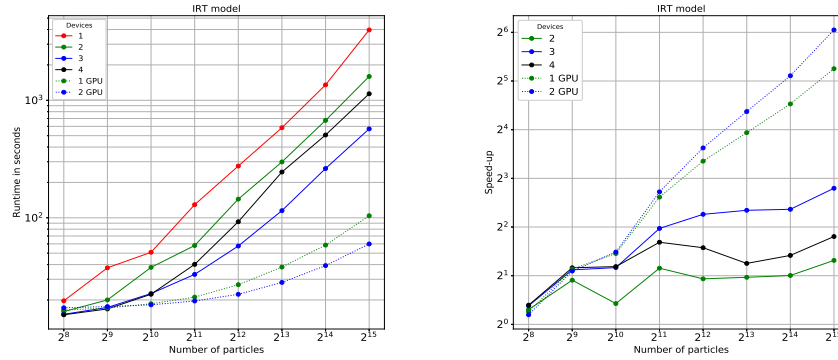 IRT model
Devices
1
2
3
4
1 GPU
2 GPU
Runtime in seconds
10³
10²
2⁸ 2⁹ 2¹⁰ 2¹¹ 2¹² 2¹³ 2¹⁴ 2¹⁵
Number of particles
IRT model
Devices
2
3
4
1 GPU
2 GPU
Speed-up
2⁶
2⁵
2⁴
2³
2²
2¹
2⁰
2⁸ 2⁹ 2¹⁰ 2¹¹ 2¹² 2¹³ 2¹⁴
Number of particles